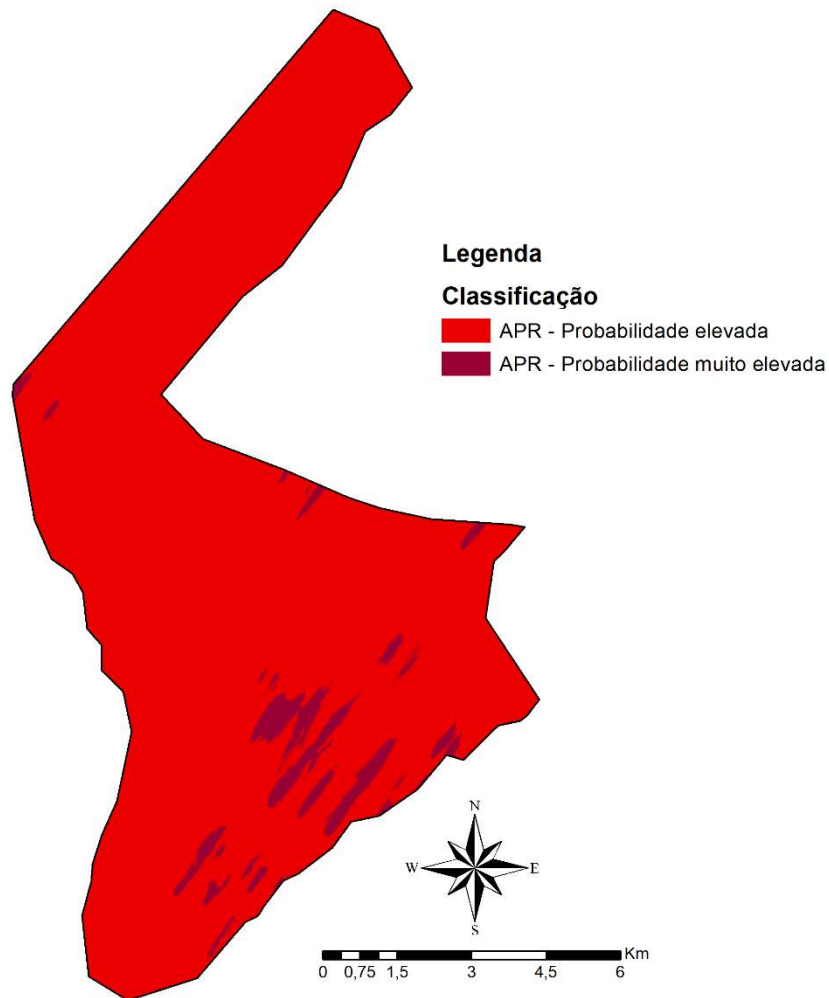 Legenda
Classificação
APR - Probabilidade elevada
APR - Probabilidade muito elevada
N
W E
S
Km
0 0,75 1,5 3 4,5 6